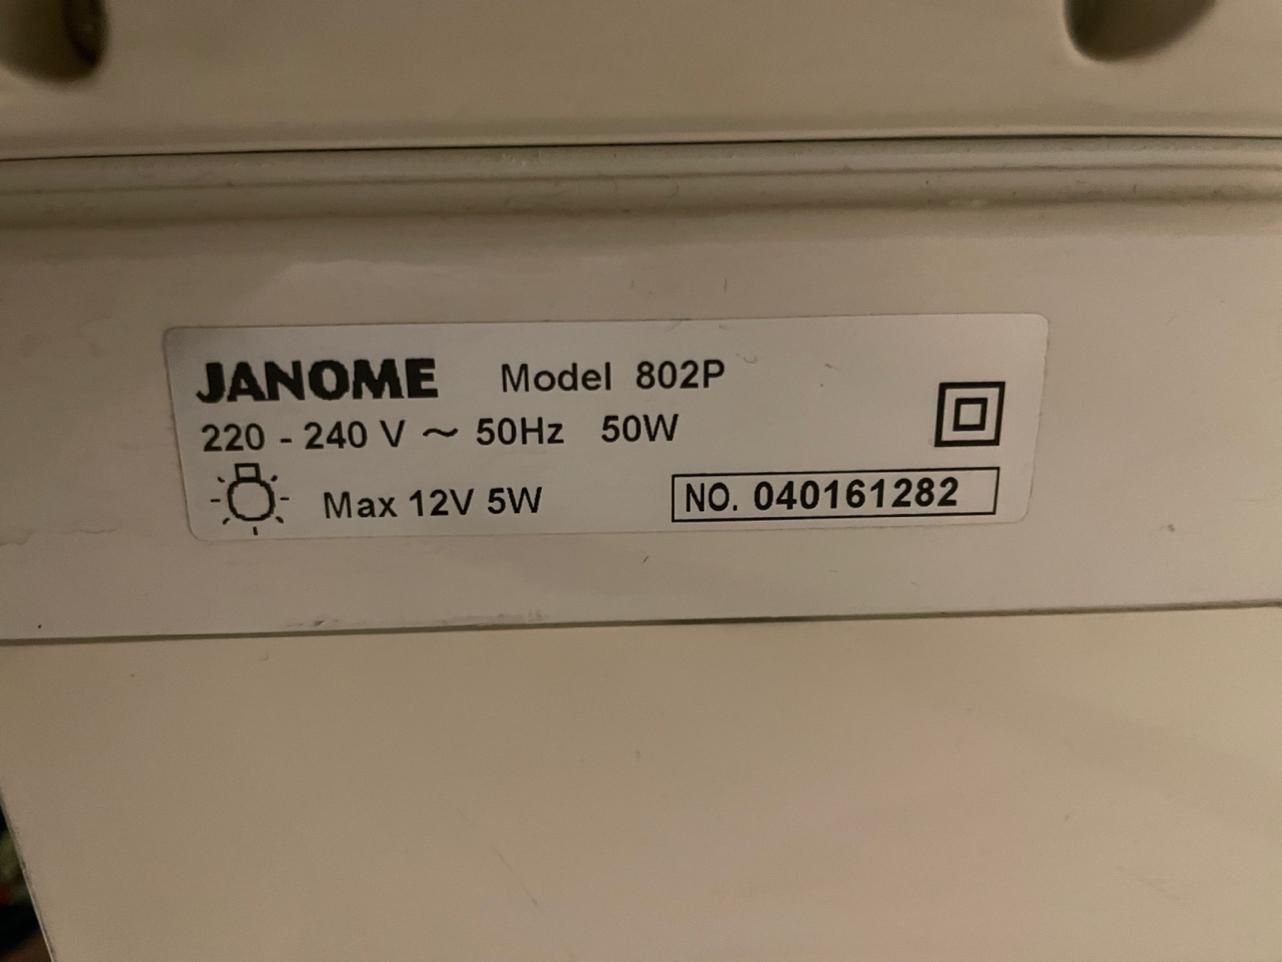 JANOME Model 802P
220 - 240 V ~ 50Hz 50W
Max 12V 5W NO. 040161282